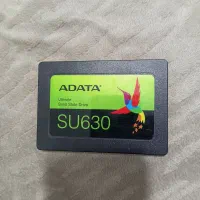 ADATA
Ultimate
Solid State Drive
SU630